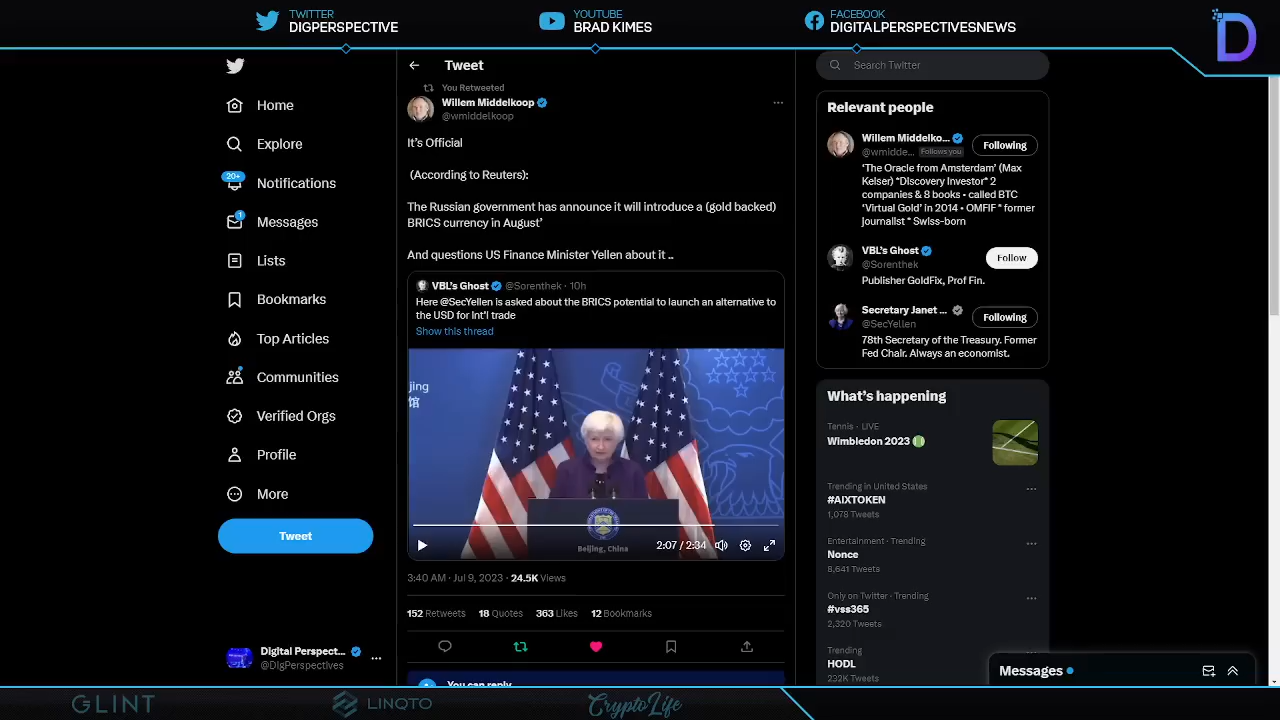 TWITTER
DIGPERSPECTIVE
YOUTUBE
BRAD KIMES
FACEBOOK
DIGITALPERSPECTIVESNEWS
D
Home
Explore
20+
Notifications
1
Messages
Lists
Bookmarks
Top Articles
Communities
Verified Orgs
Profile
More
Tweet
Digital Perspect...
@DigPerspectives
Tweet
You Retweeted
Willem Middelkoop
@wmiddelkoop
It's Official
(According to Reuters):
The Russian government has announce it will introduce a (gold backed)
BRICS currency in August'
And questions US Finance Minister Yellen about it ..
VBL's Ghost @Sorenthek · 10h
Here @SecYellen is asked about the BRICS potential to launch an alternative to
the USD for Int'l trade
Show this thread
jing
馆
Beijing, China
2:07 / 2:34
3:40 AM · Jul 9, 2023 · 24.5K Views
152 Retweets 18 Quotes 363 Likes 12 Bookmarks
You can reply
Search Twitter
Relevant people
Willem Middelko...
@wmidde... Follows you
Following
'The Oracle from Amsterdam' (Max
Kelser) *Discovery Investor* 2
companies & 8 books • called BTC
'Virtual Gold' in 2014 • OMFIF * former
journalist * Swiss-born
VBL's Ghost
@Sorenthek
Follow
Publisher GoldFix, Prof Fin.
Secretary Janet ...
@SecYellen
Following
78th Secretary of the Treasury. Former
Fed Chair. Always an economist.
What's happening
Tennis · LIVE
Wimbledon 2023
Trending in United States
#AIXTOKEN
1,078 Tweets
Entertainment · Trending
Nonce
8,641 Tweets
Only on Twitter · Trending
#vss365
2,320 Tweets
Trending
HODL
232K Tweets
Messages
GLINT
LINQTO
CryptoLife